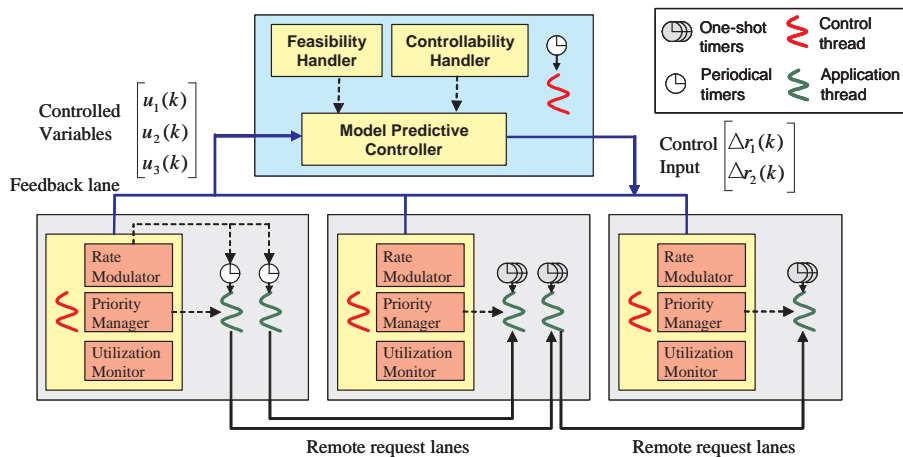 Feasibility
Handler
Controllability
Handler
Model Predictive
Controller
One-shot
timers
Control
thread
Periodical
timers
Application
thread
Controlled
Variables
u₁(k)
u₂(k)
u₃(k)
Control
Input
△r₁(k)
△r₂(k)
Feedback lane
Rate
Modulator
Priority
Manager
Utilization
Monitor
Rate
Modulator
Priority
Manager
Utilization
Monitor
Rate
Modulator
Priority
Manager
Utilization
Monitor
Remote request lanes
Remote request lanes